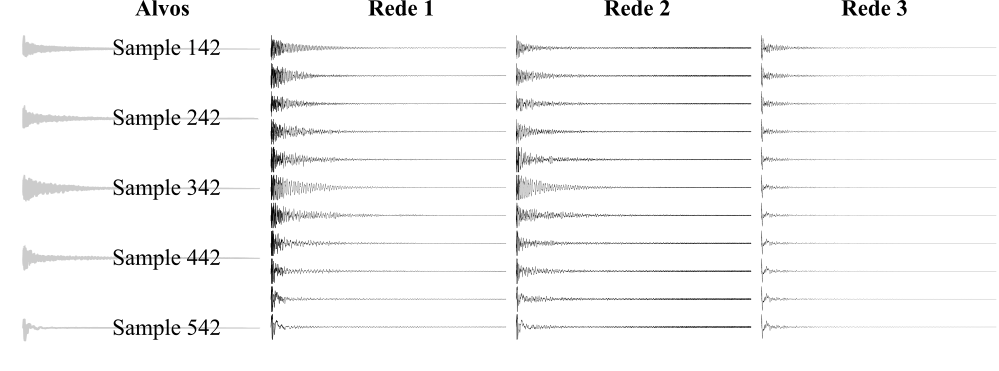 Alvos Rede 1 Rede 2 Rede 3
Sample 142
Sample 242
Sample 342
Sample 442
Sample 542